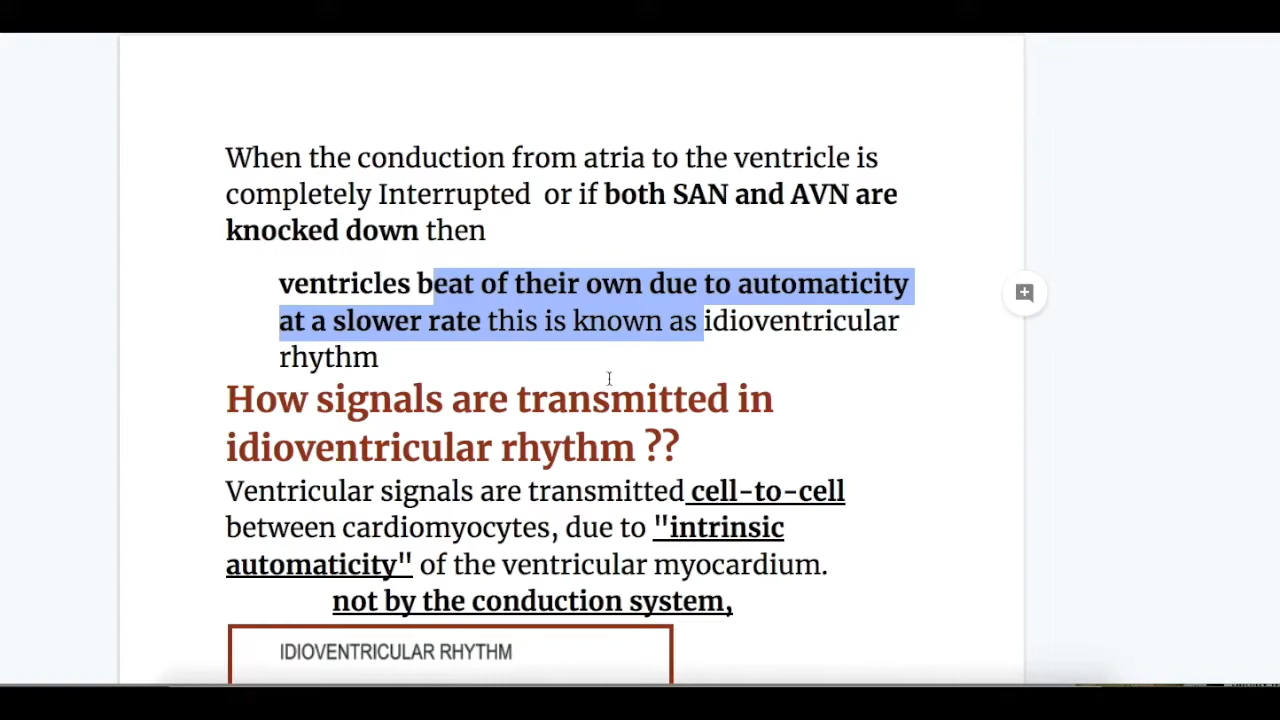 When the conduction from atria to the ventricle is
completely Interrupted or if both SAN and AVN are
knocked down then
ventricles beat of their own due to automaticity
at a slower rate this is known as idioventricular
rhythm
How signals are transmitted in
idioventricular rhythm ??
Ventricular signals are transmitted cell-to-cell
between cardiomyocytes, due to "intrinsic
automaticity" of the ventricular myocardium.
not by the conduction system,
IDIOVENTRICULAR RHYTHM